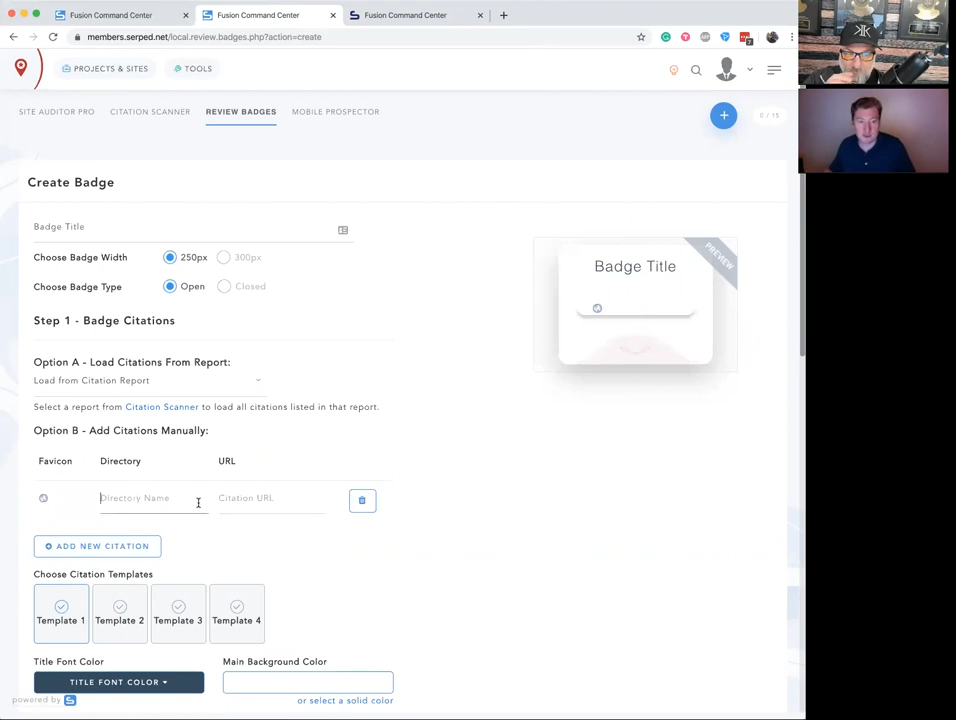 Fusion Command Center
Fusion Command Center
Fusion Command Center
members.serped.net/local.review.badges.php?action=create
PROJECTS & SITES
TOOLS
SITE AUDITOR PRO
CITATION SCANNER
REVIEW BADGES
MOBILE PROSPECTOR
0 / 15
Create Badge
Badge Title
Choose Badge Width
250px
300px
Choose Badge Type
Open
Closed
PREVIEW
Badge Title
Step 1 - Badge Citations
Option A - Load Citations From Report:
Load from Citation Report
Select a report from Citation Scanner to load all citations listed in that report.
Option B - Add Citations Manually:
Favicon Directory URL
Directory Name Citation URL
ADD NEW CITATION
Choose Citation Templates
Template 1 Template 2 Template 3 Template 4
Title Font Color Main Background Color
TITLE FONT COLOR
or select a solid color
powered by S